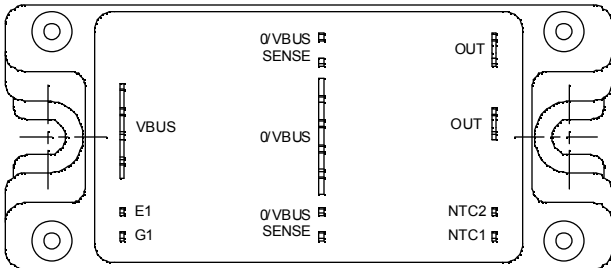 0/VBUS
SENSE
OUT
VBUS
0/VBUS
OUT
E1
G1
0/VBUS
SENSE
NTC2
NTC1